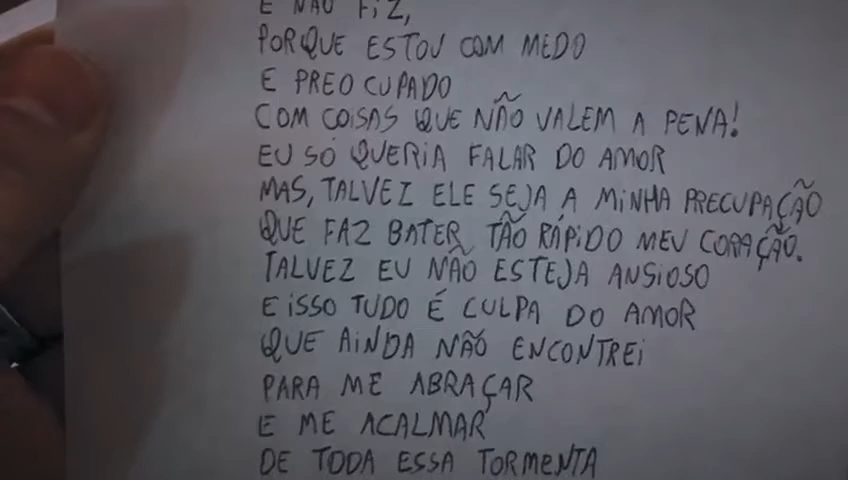 E NÃO FIZ,
PORQUE ESTOU COM MEDO
E PREOCUPADO
COM COISAS QUE NÃO VALEM A PENA!
EU SÓ QUERIA FALAR DO AMOR
MAS, TALVEZ ELE SEJA A MINHA PRECUPAÇÃO
QUE FAZ BATER TÃO RÁPIDO MEU CORAÇÃO.
TALVEZ EU NÃO ESTEJA ANSIOSO
E ISSO TUDO É CULPA DO AMOR
QUE AINDA NÃO ENCONTREI
PARA ME ABRAÇAR
E ME ACALMAR
DE TODA ESSA TORMENTA